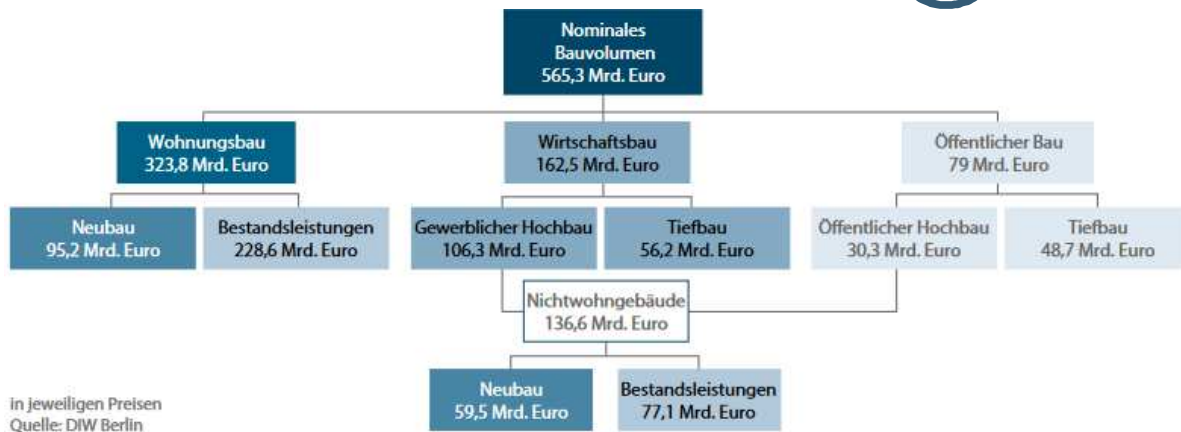 Nominales
Bauvolumen
565,3 Mrd. Euro
Wohnungsbau
323,8 Mrd. Euro
Wirtschaftsbau
162,5 Mrd. Euro
Öffentlicher Bau
79 Mrd. Euro
Neubau
95,2 Mrd. Euro
Bestandsleistungen
228,6 Mrd. Euro
Gewerblicher Hochbau
106,3 Mrd. Euro
Tiefbau
56,2 Mrd. Euro
Öffentlicher Hochbau
30,3 Mrd. Euro
Tiefbau
48,7 Mrd. Euro
Nichtwohngebäude
136,6 Mrd. Euro
Neubau
59,5 Mrd. Euro
Bestandsleistungen
77,1 Mrd. Euro
in jeweiligen Preisen
Quelle: DIW Berlin